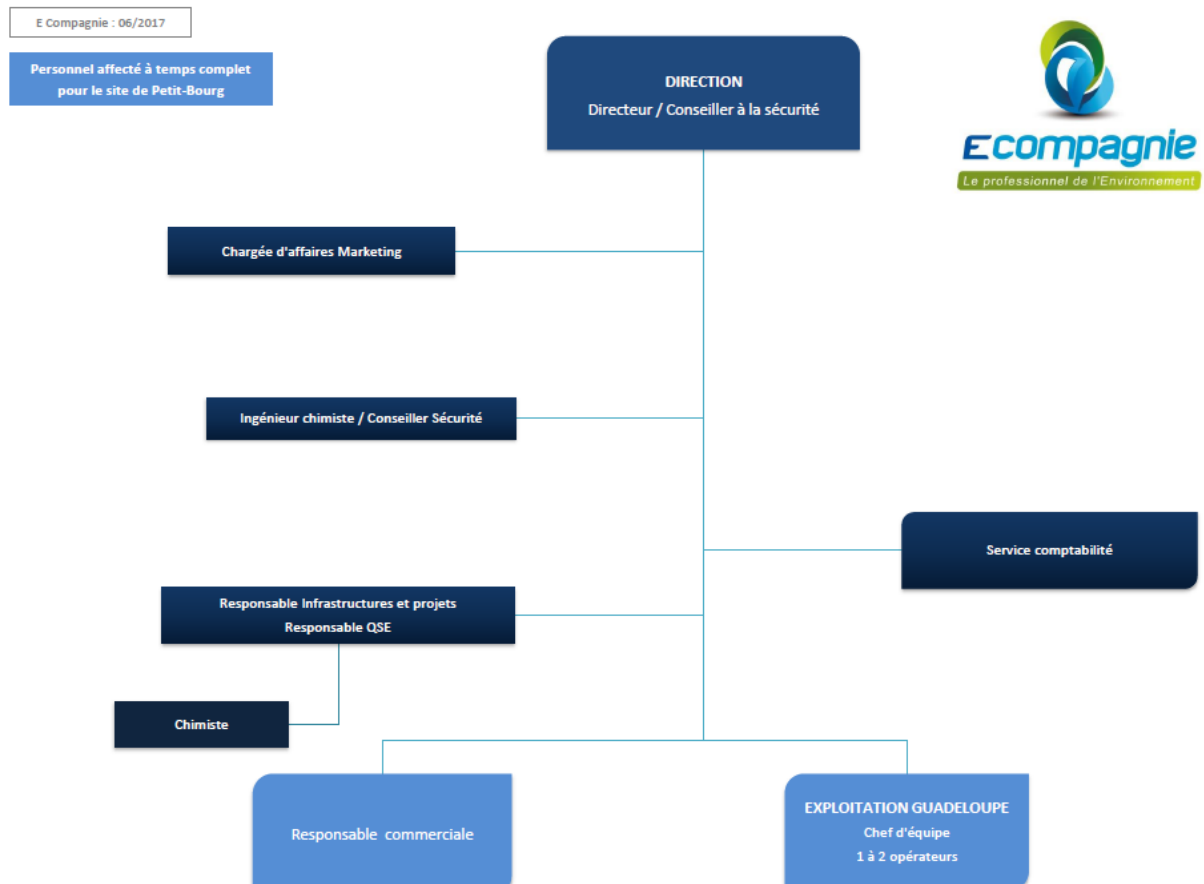 E Compagnie : 06/2017
Personnel affecté à temps complet
pour le site de Petit-Bourg
DIRECTION
Directeur / Conseiller à la sécurité
Ecompagnie
Le professionnel de l'Environnement
Chargée d'affaires Marketing
Ingénieur chimiste / Conseiller Sécurité
Service comptabilité
Responsable Infrastructures et projets
Responsable QSE
Chimiste
Responsable commerciale
EXPLOITATION GUADELOUPE
Chef d'équipe
1 à 2 opérateurs